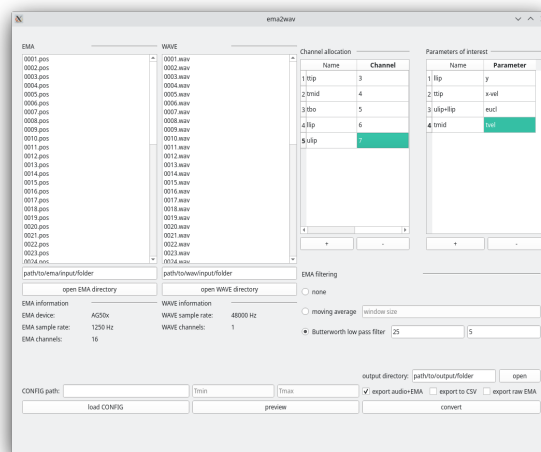 ema2wav
EMA
0001.pos
0002.pos
0003.pos
0004.pos
0005.pos
0006.pos
0007.pos
0008.pos
0009.pos
0010.pos
0011.pos
0012.pos
0013.pos
0014.pos
0015.pos
0016.pos
0017.pos
0018.pos
0019.pos
0020.pos
0021.pos
0022.pos
0023.pos
0024.pos
path/to/ema/input/folder
open EMA directory
EMA information
EMA device: AG50x
EMA sample rate: 1250 Hz
EMA channels: 16
WAVE
0001.wav
0002.wav
0003.wav
0004.wav
0005.wav
0006.wav
0007.wav
0008.wav
0009.wav
0010.wav
0011.wav
0012.wav
0013.wav
0014.wav
0015.wav
0016.wav
0017.wav
0018.wav
0019.wav
0020.wav
0021.wav
0022.wav
0023.wav
0024.wav
path/to/wav/input/folder
open WAVE directory
WAVE information
WAVE sample rate: 48000 Hz
WAVE channels: 1
Channel allocation
Name Channel
1 ttip 3
2 tmid 4
3 tbo 5
4 llip 6
5 ulip 7
+ -
Parameters of interest
Name Parameter
1 llip y
2 ttip x-vel
3 ulip+llip eucl
4 tmid tvel
+ -
EMA filtering
none
moving average window size
Butterworth low pass filter 25 5
output directory: path/to/output/folder open
CONFIG path: Tmin Tmax export audio+EMA export to CSV export raw EMA
load CONFIG preview convert